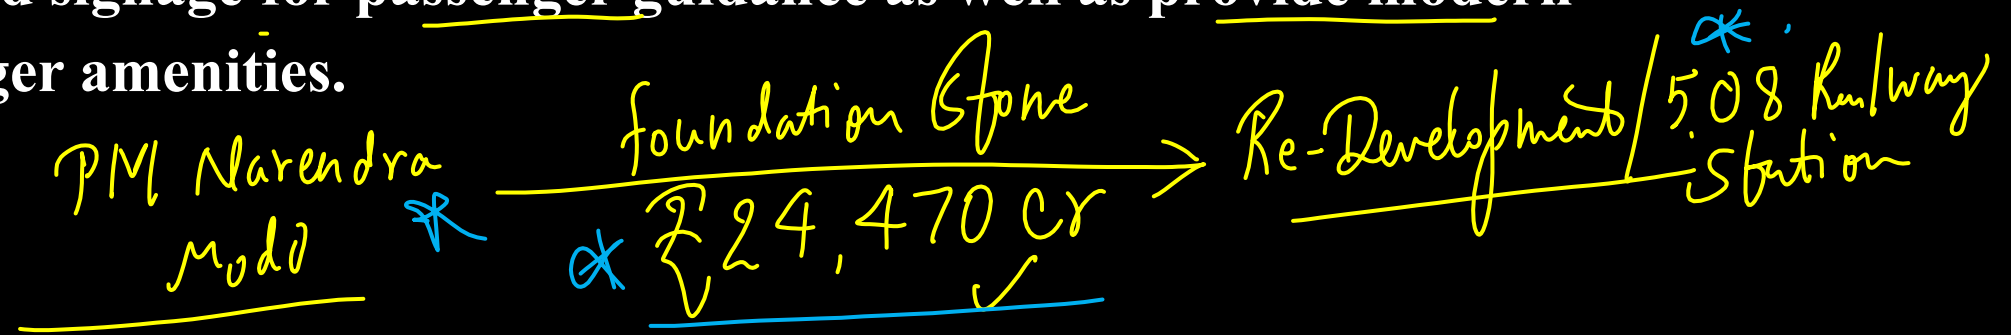 d signage for passenger guidance as well as provide modern
ger amenities.
PM Narendra Modi
foundation Stone
₹ 24,470 Cr
Re-Development / 508 Railway Station